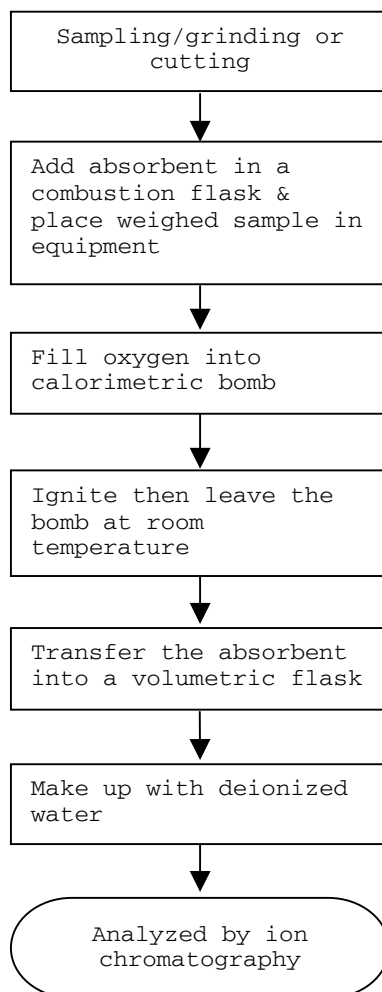 Sampling/grinding or
cutting
Add absorbent in a
combustion flask &
place weighed sample in
equipment
Fill oxygen into
calorimetric bomb
Ignite then leave the
bomb at room
temperature
Transfer the absorbent
into a volumetric flask
Make up with deionized
water
Analyzed by ion
chromatography